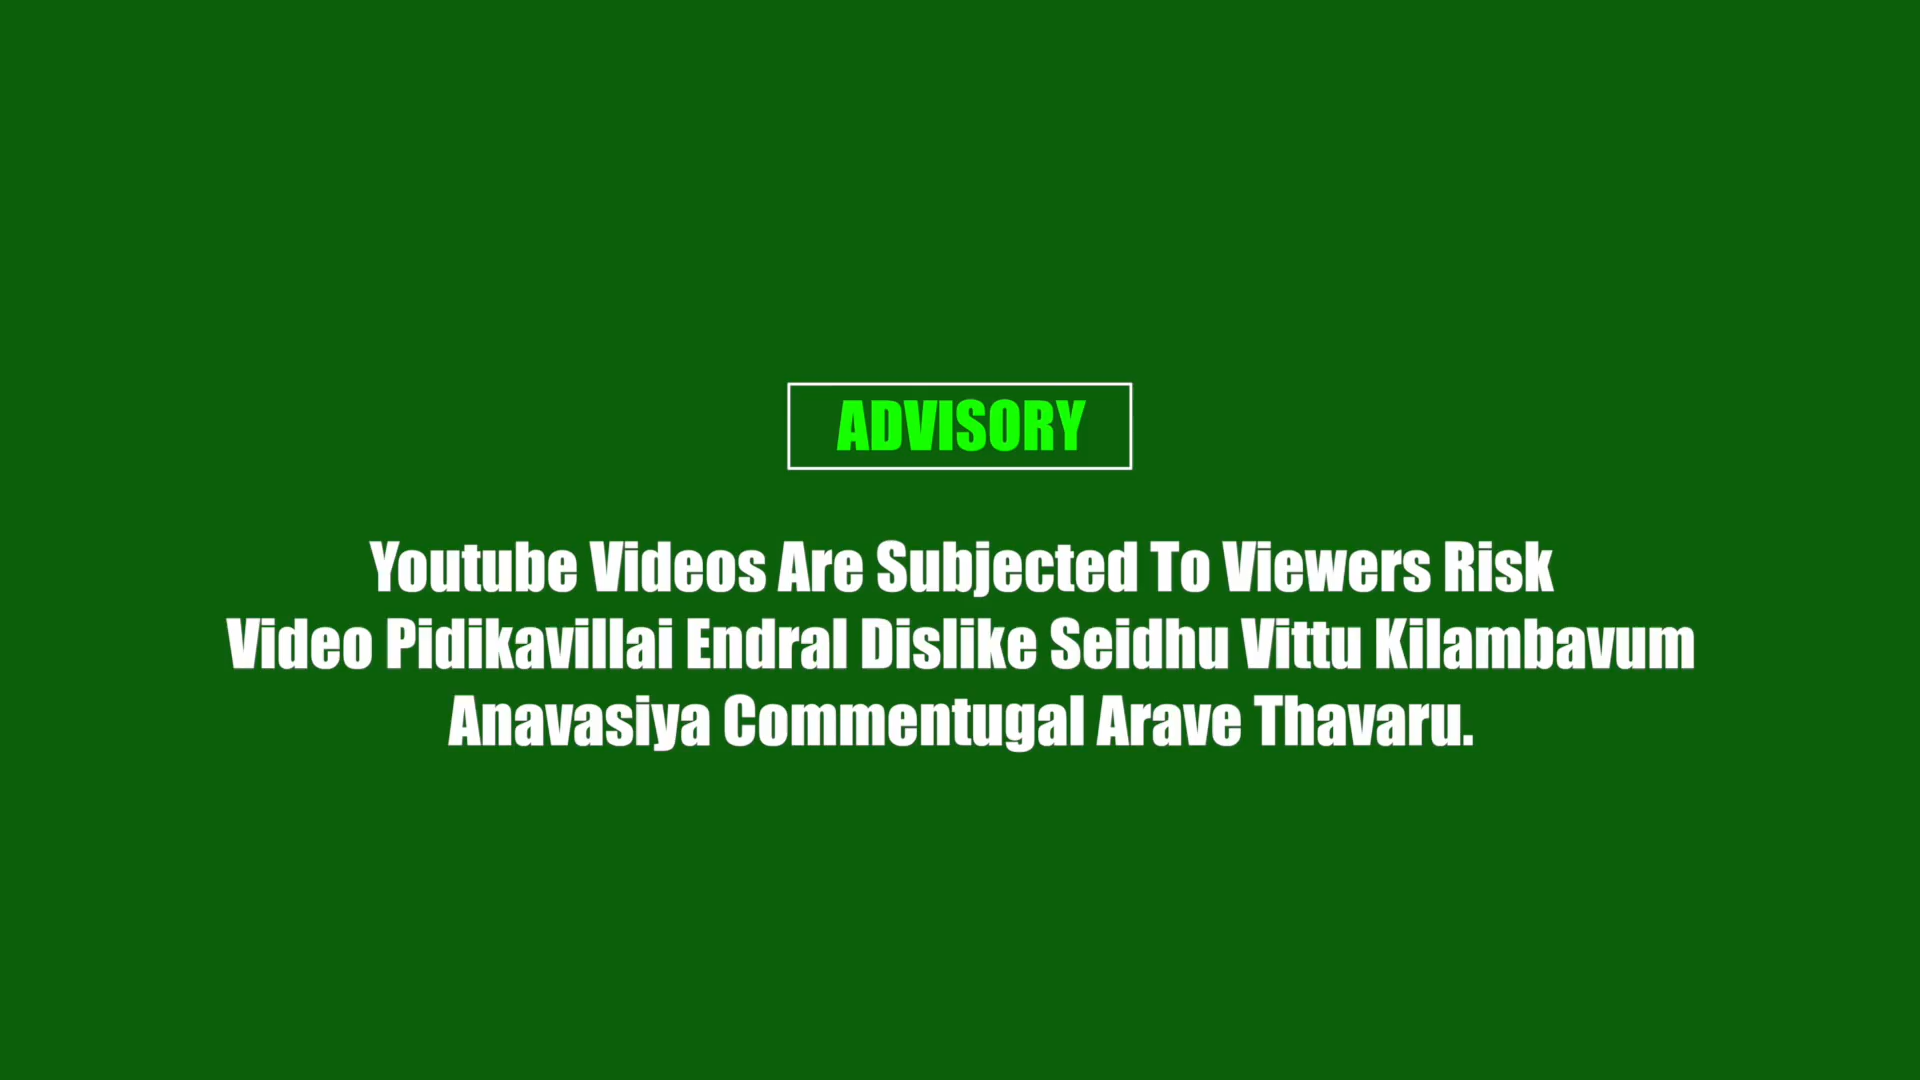 ADVISORY
Youtube Videos Are Subjected To Viewers Risk
Video Pidikavillai Endral Dislike Seidhu Vittu Kilambavum
Anavasiya Commentugal Arave Thavaru.